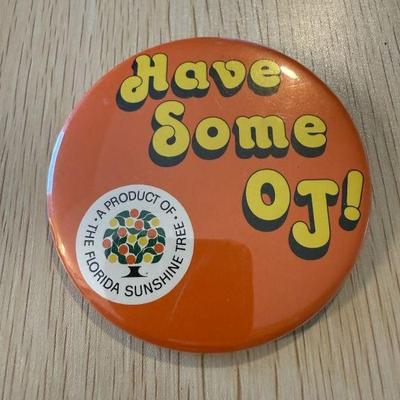 Have
Some
OJ!
• A PRODUCT OF •
THE FLORIDA SUNSHINE TREE